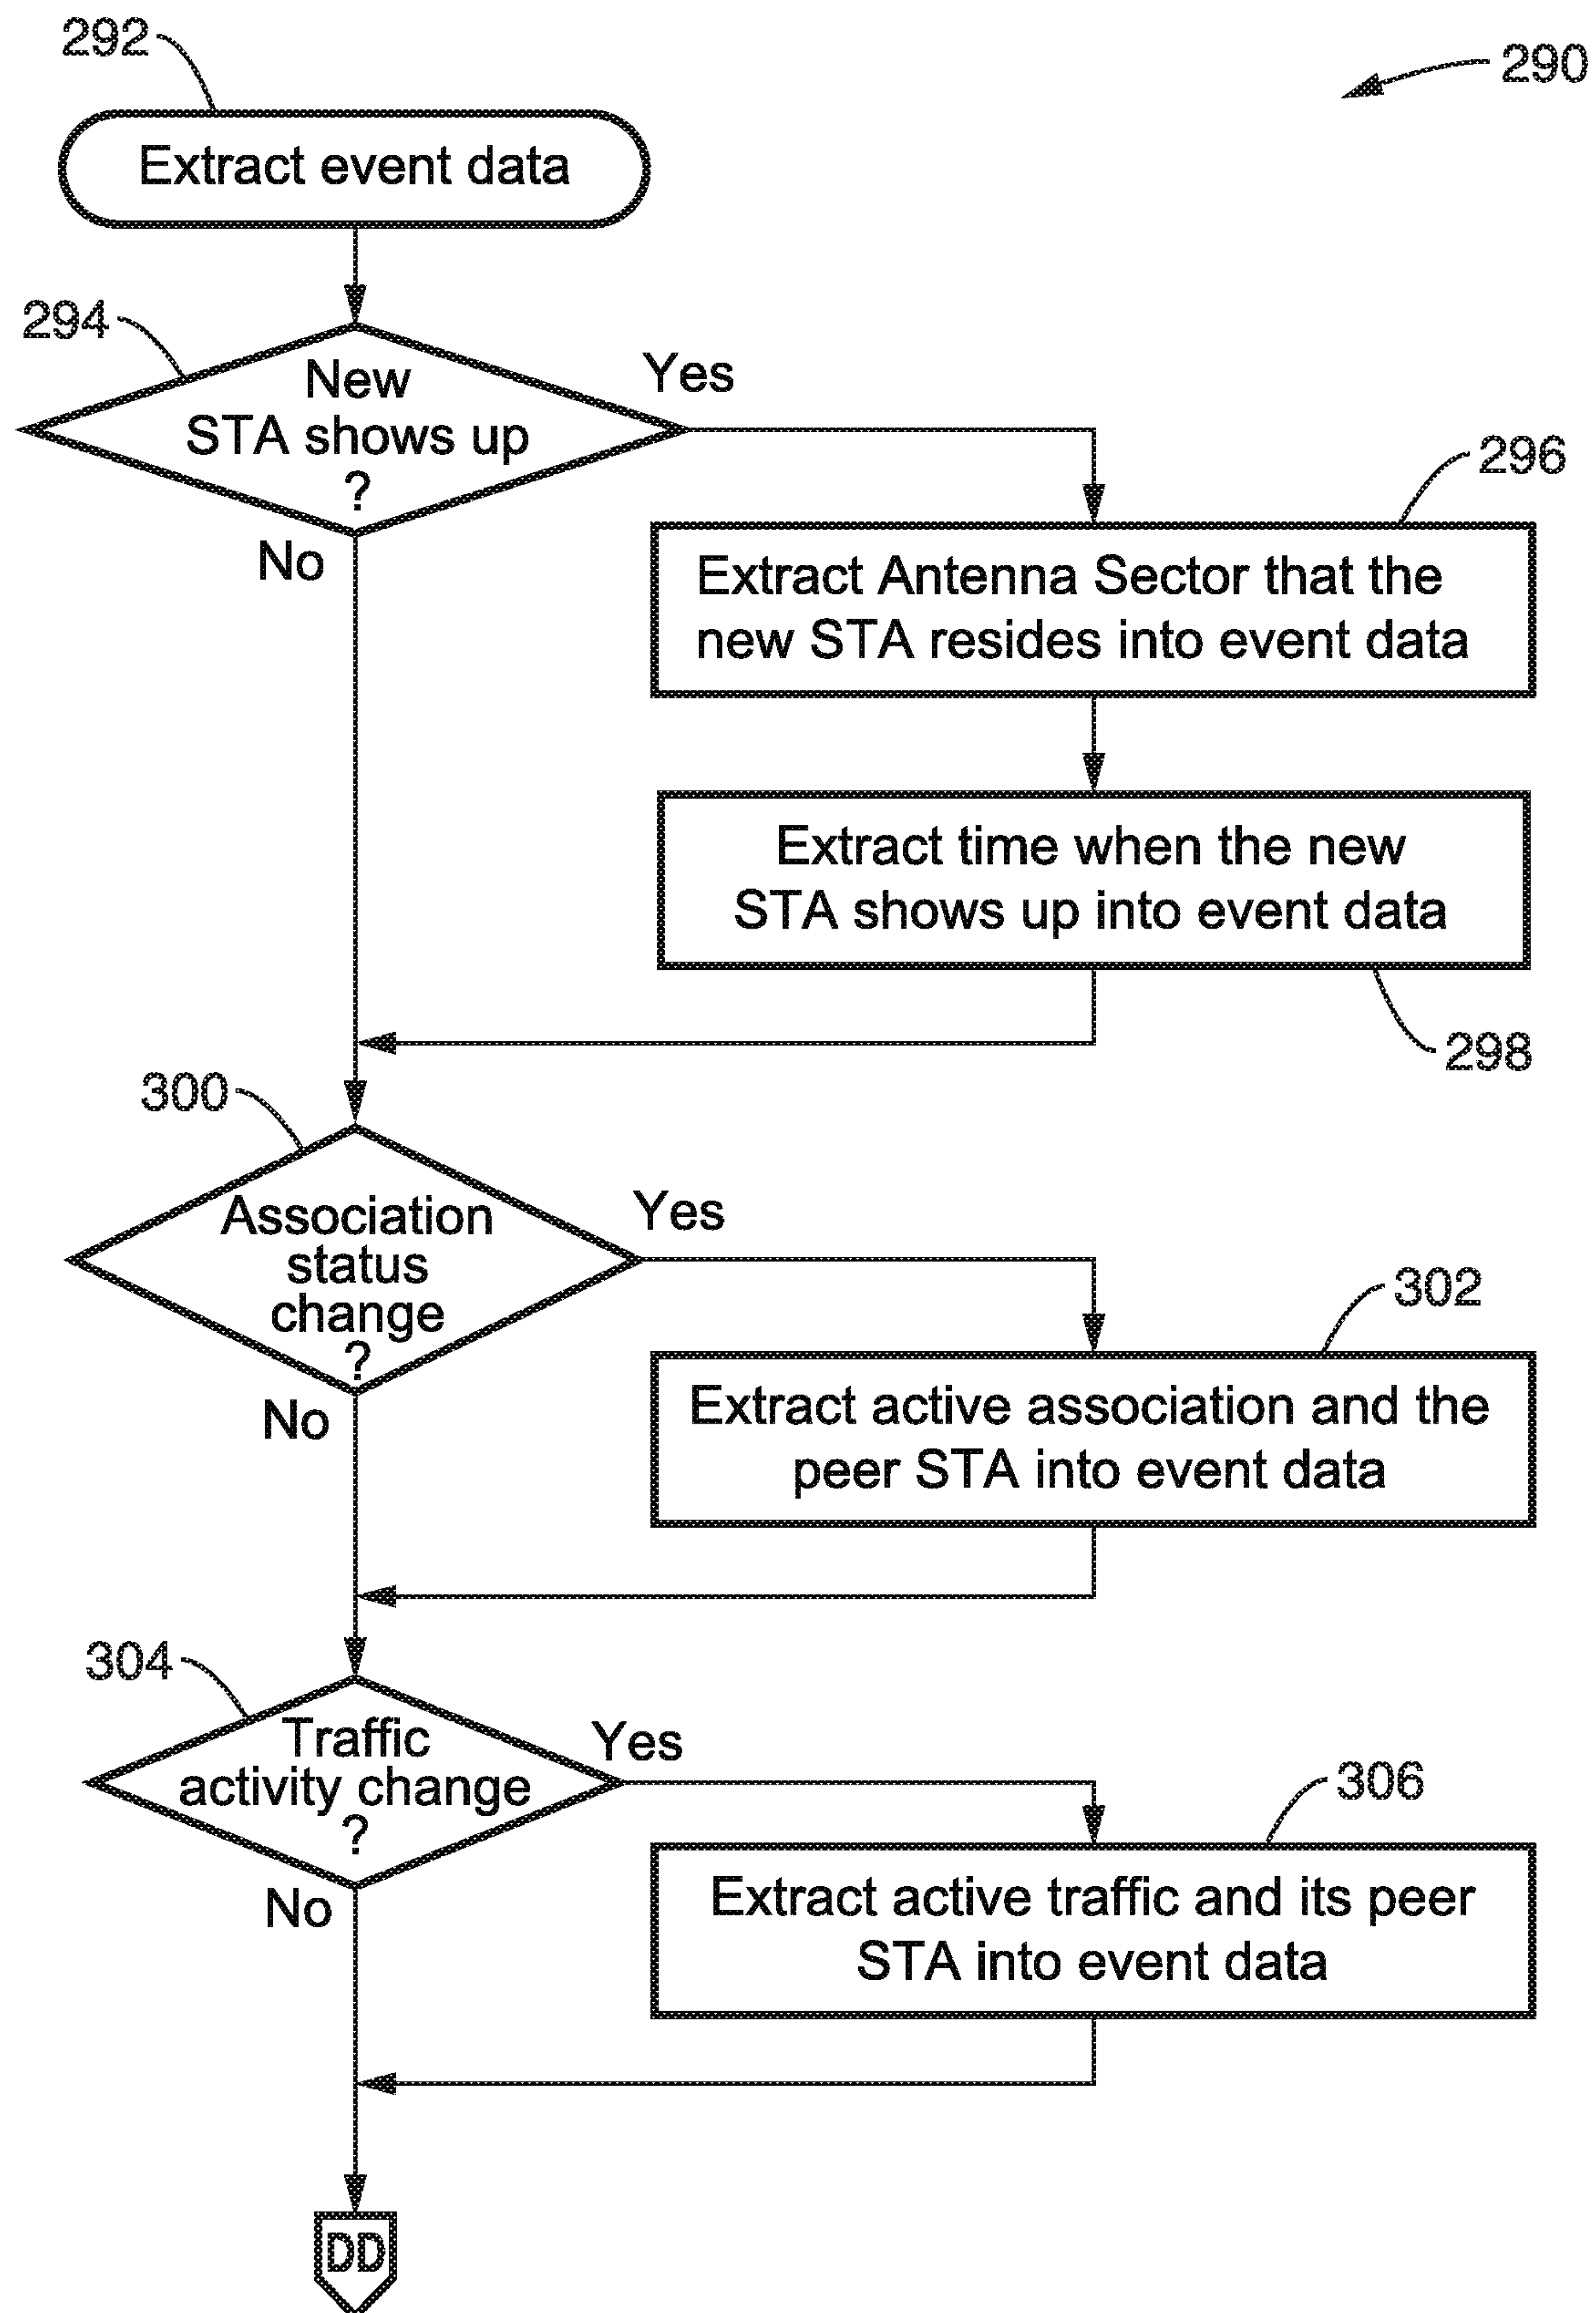 292
290
Extract event data
294
New
STA shows up
?
Yes
No
296
Extract Antenna Sector that the
new STA resides into event data
Extract time when the new
STA shows up into event data
298
300
Association
status
change
?
Yes
No
302
Extract active association and the
peer STA into event data
304
Traffic
activity change
?
Yes
No
306
Extract active traffic and its peer
STA into event data
DD